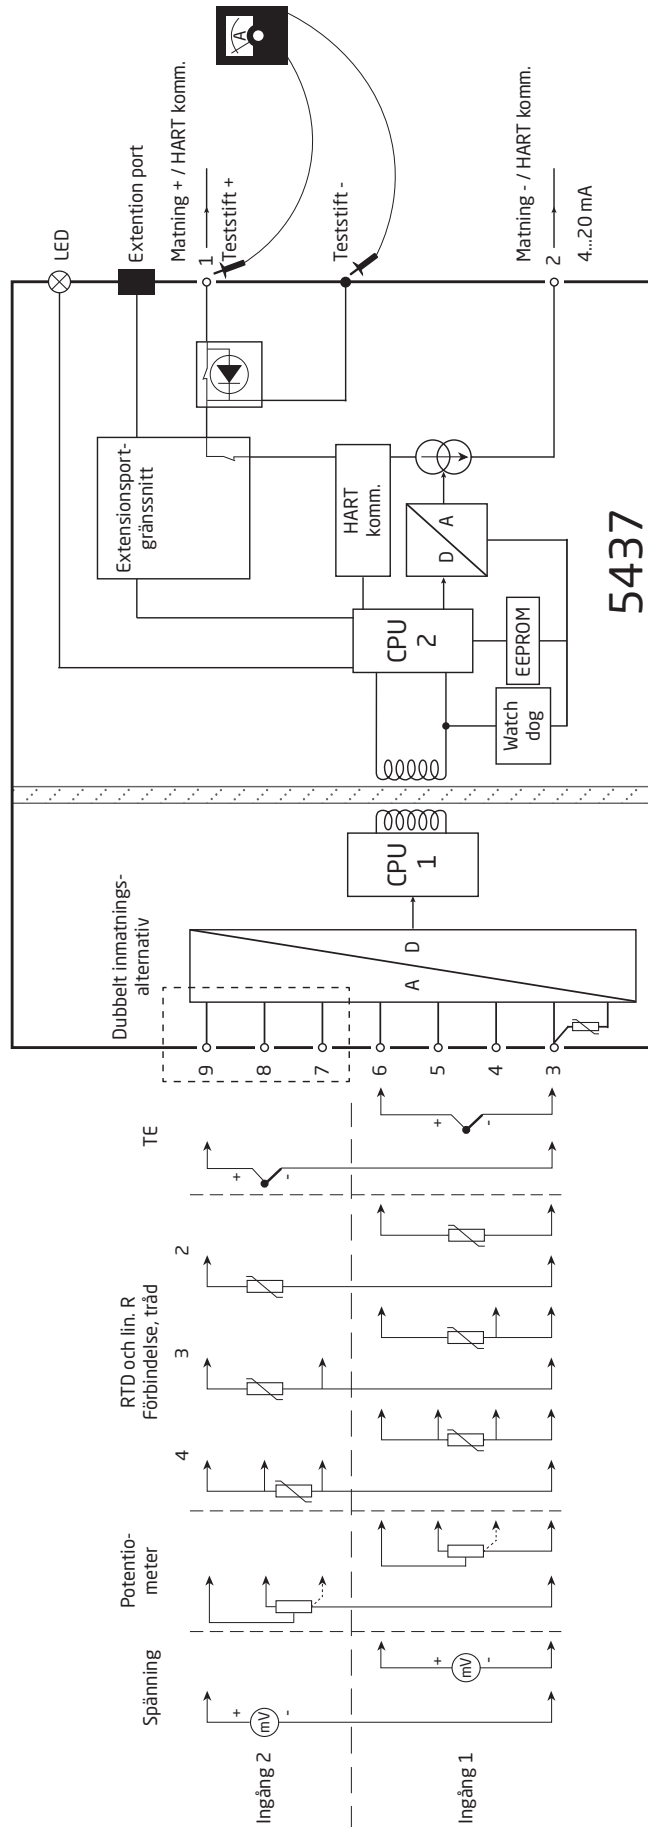 LED
Extention port
Matning + / HART komm.
1
Teststift +
Teststift -
Matning - / HART komm.
2
4...20 mA
A
Extensionsport-
gränssnitt
HART
komm.
D A
CPU
2
EEPROM
Watch
dog
5437
CPU
1
Dubbelt inmatnings-
alternativ
A D
9
8
7
6
5
4
3
TE
+ -
+ -
RTD och lin. R
Förbindelse, tråd
2
3
4
Potentio-
meter
Spänning
+ mV -
+ mV -
Ingång 2
Ingång 1